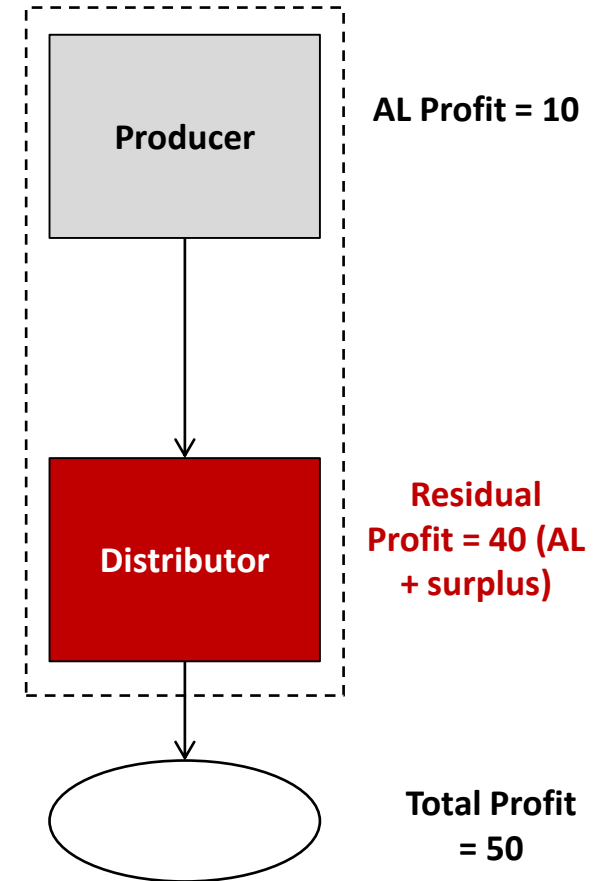 AL Profit = 10
Producer
Residual
Profit = 40 (AL
+ surplus)
Distributor
Total Profit
= 50